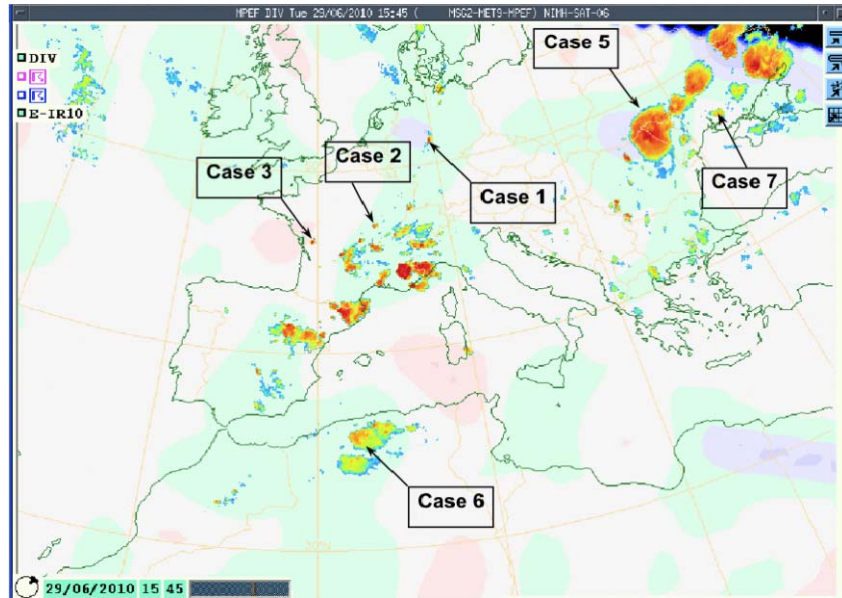 MPEF DIV Tue 29/06/2010 15:45 ( MSG2-MET9-MPEF) NIMH-SAT-06
DIV
E-IR10
Case 5
Case 2
Case 3
Case 1
Case 7
Case 6
29/06/2010 15 45